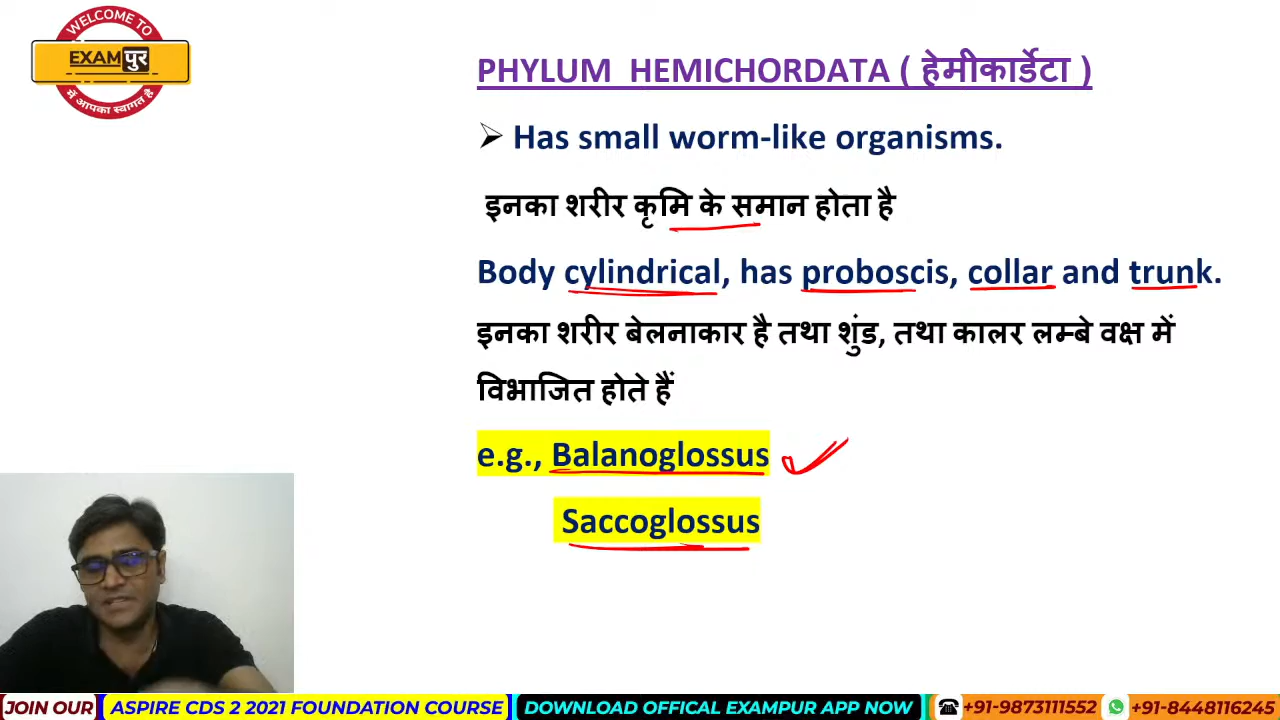 WELCOME TO
EXAMपुर
में आपका स्वागत है
PHYLUM HEMICHORDATA ( हेमीकार्डेटा )
➢ Has small worm-like organisms.
इनका शरीर कृमि के समान होता है
Body cylindrical, has proboscis, collar and trunk.
इनका शरीर बेलनाकार है तथा शुंड, तथा कालर लम्बे वक्ष में
विभाजित होते हैं
e.g., Balanoglossus
Saccoglossus
JOIN OUR ASPIRE CDS 2 2021 FOUNDATION COURSE DOWNLOAD OFFICAL EXAMPUR APP NOW +91-9873111552 +91-8448116245